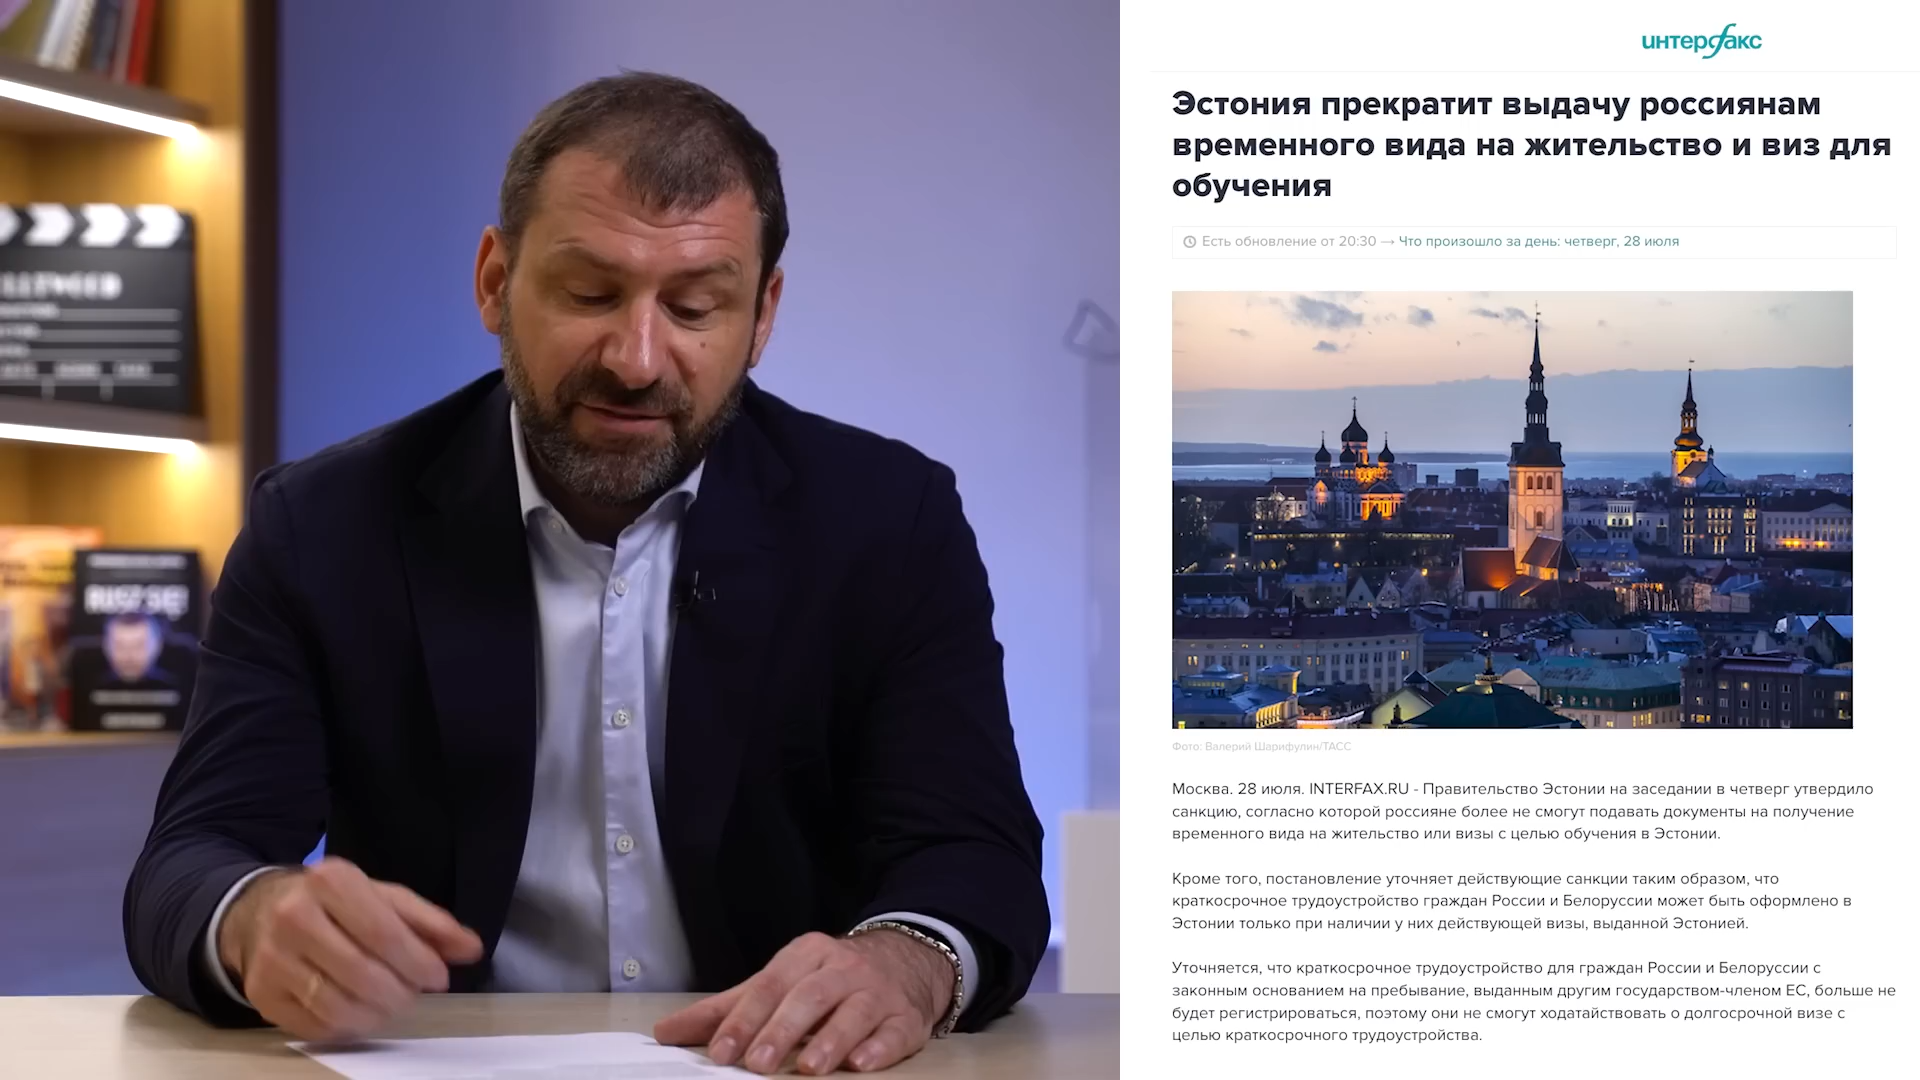 интерфакс
Эстония прекратит выдачу россиянам
временного вида на жительство и виз для
обучения
Есть обновление от 20:30 → Что произошло за день: четверг, 28 июля
Фото: Валерий Шарифулин/ТАСС
Москва. 28 июля. INTERFAX.RU - Правительство Эстонии на заседании в четверг утвердило
санкцию, согласно которой россияне более не смогут подавать документы на получение
временного вида на жительство или визы с целью обучения в Эстонии.
Кроме того, постановление уточняет действующие санкции таким образом, что
краткосрочное трудоустройство граждан России и Белоруссии может быть оформлено в
Эстонии только при наличии у них действующей визы, выданной Эстонией.
Уточняется, что краткосрочное трудоустройство для граждан России и Белоруссии с
законным основанием на пребывание, выданным другим государством-членом ЕС, больше не
будет регистрироваться, поэтому они не смогут ходатайствовать о долгосрочной визе с
целью краткосрочного трудоустройства.